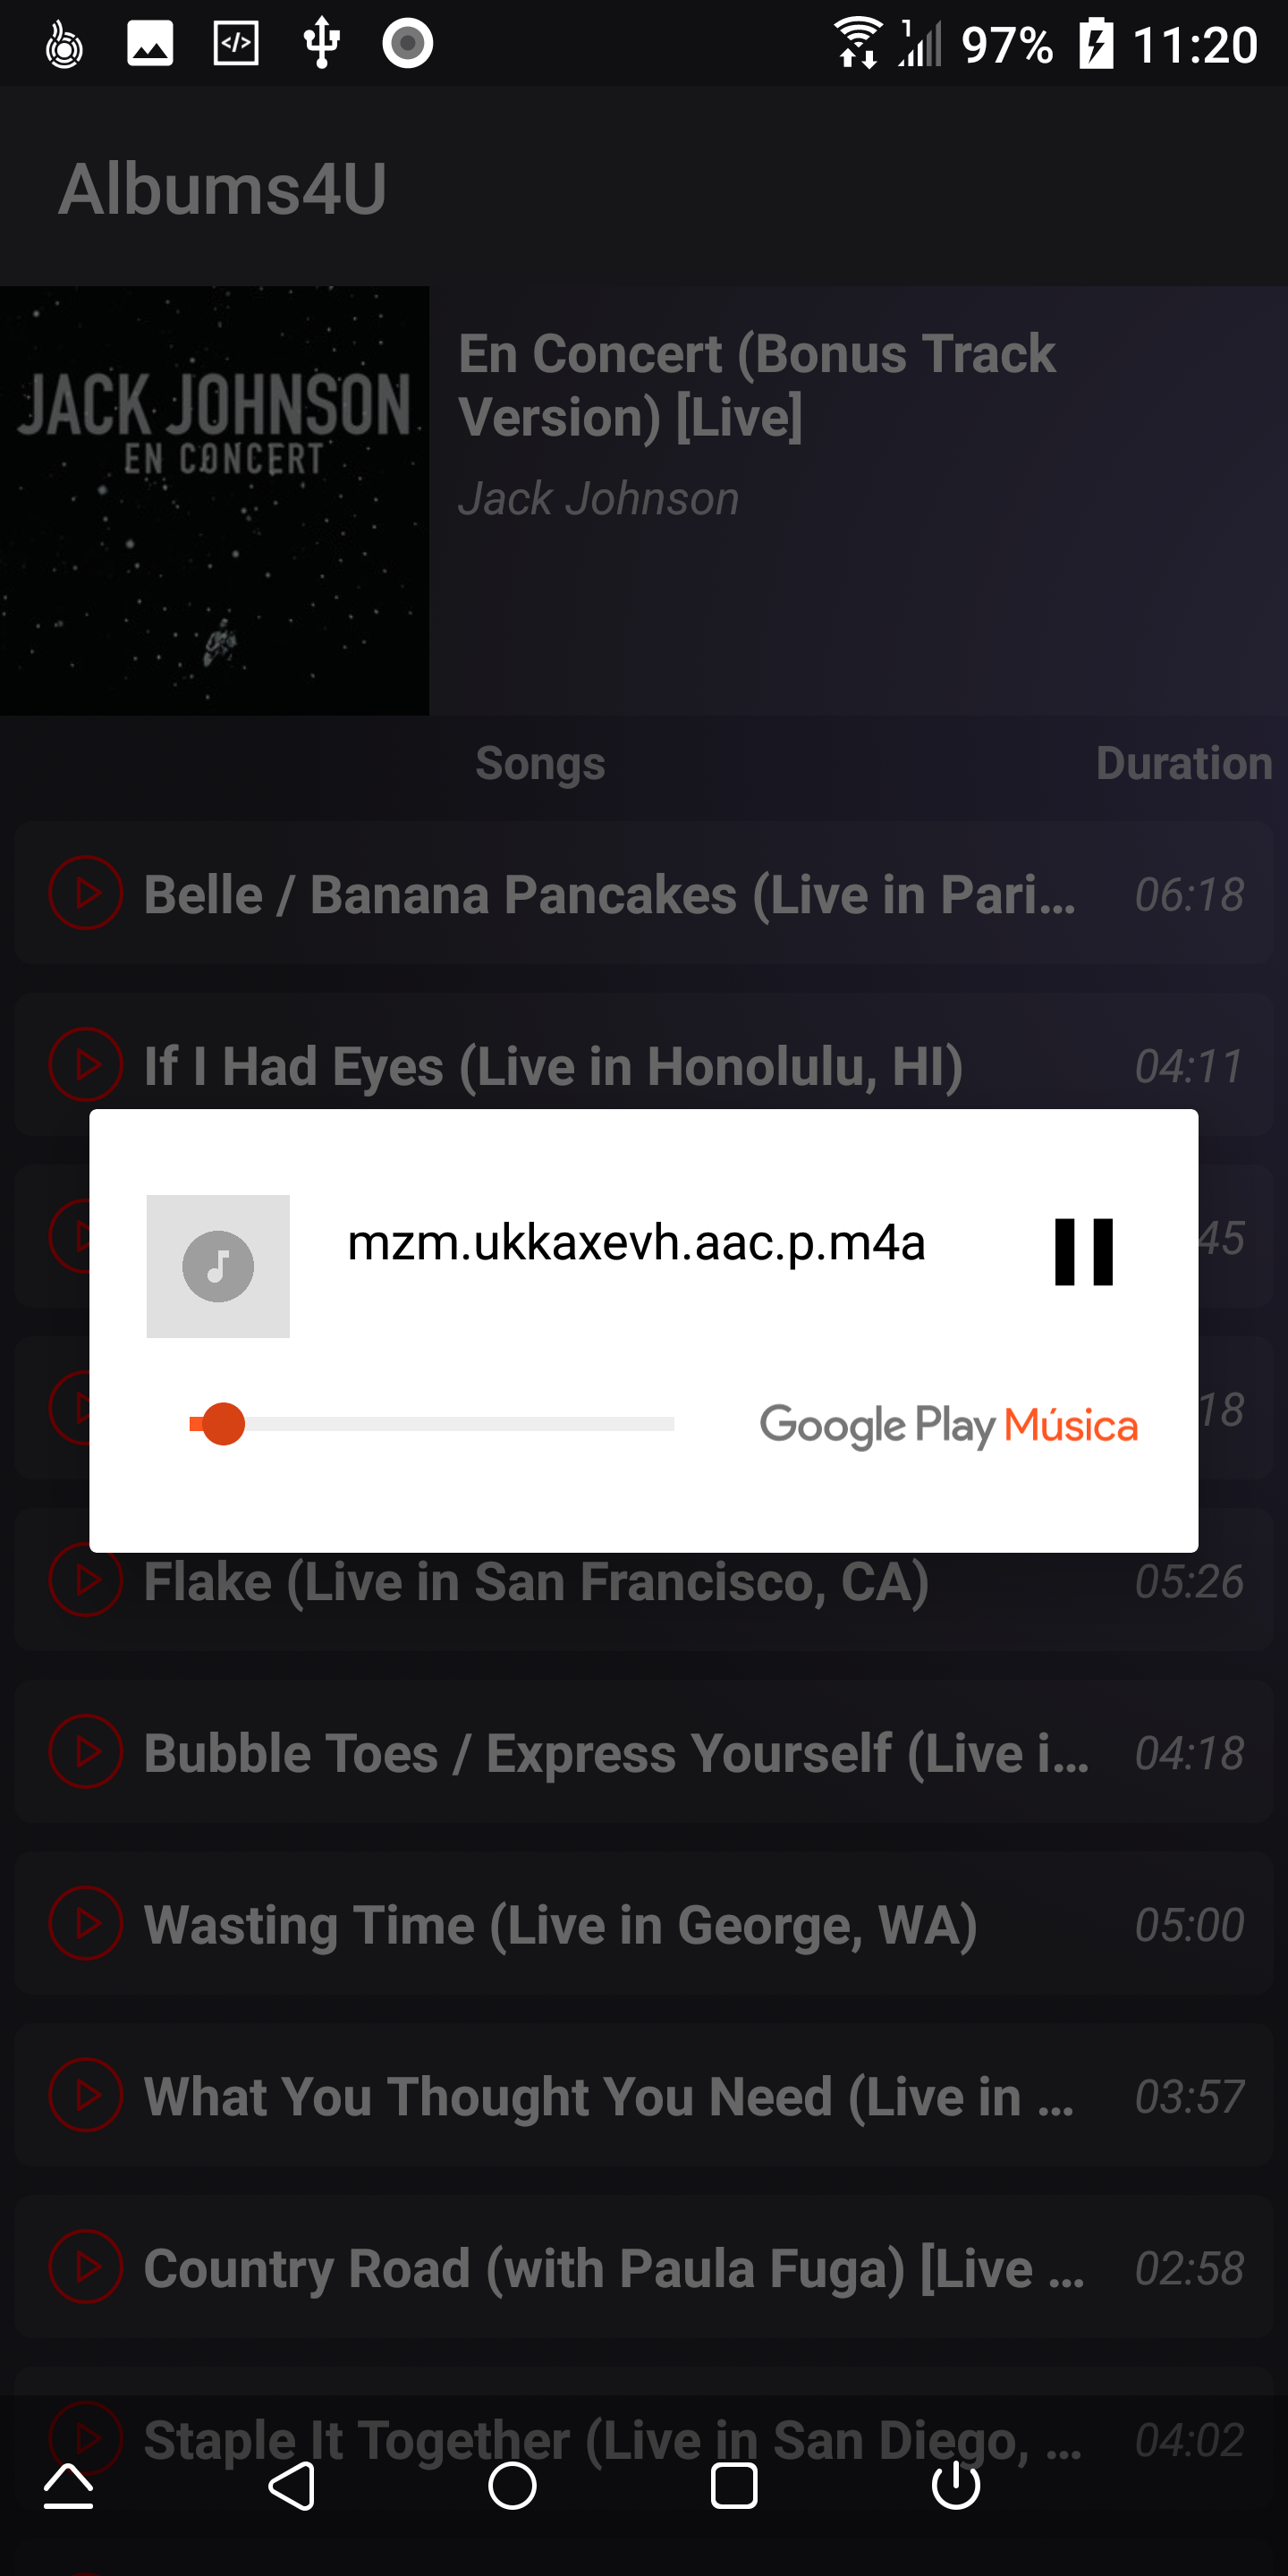 97% 11:20
Albums4U
JACK JOHNSON
EN CONCERT
En Concert (Bonus Track
Version) [Live]
Jack Johnson
Songs Duration
Belle / Banana Pancakes (Live in Pari... 06:18
If I Had Eyes (Live in Honolulu, HI) 04:11
45
mzm.ukkaxevh.aac.p.m4a
18
Google Play Música
Flake (Live in San Francisco, CA) 05:26
Bubble Toes / Express Yourself (Live i... 04:18
Wasting Time (Live in George, WA) 05:00
What You Thought You Need (Live in ... 03:57
Country Road (with Paula Fuga) [Live ... 02:58
Staple It Together (Live in San Diego, ... 04:02